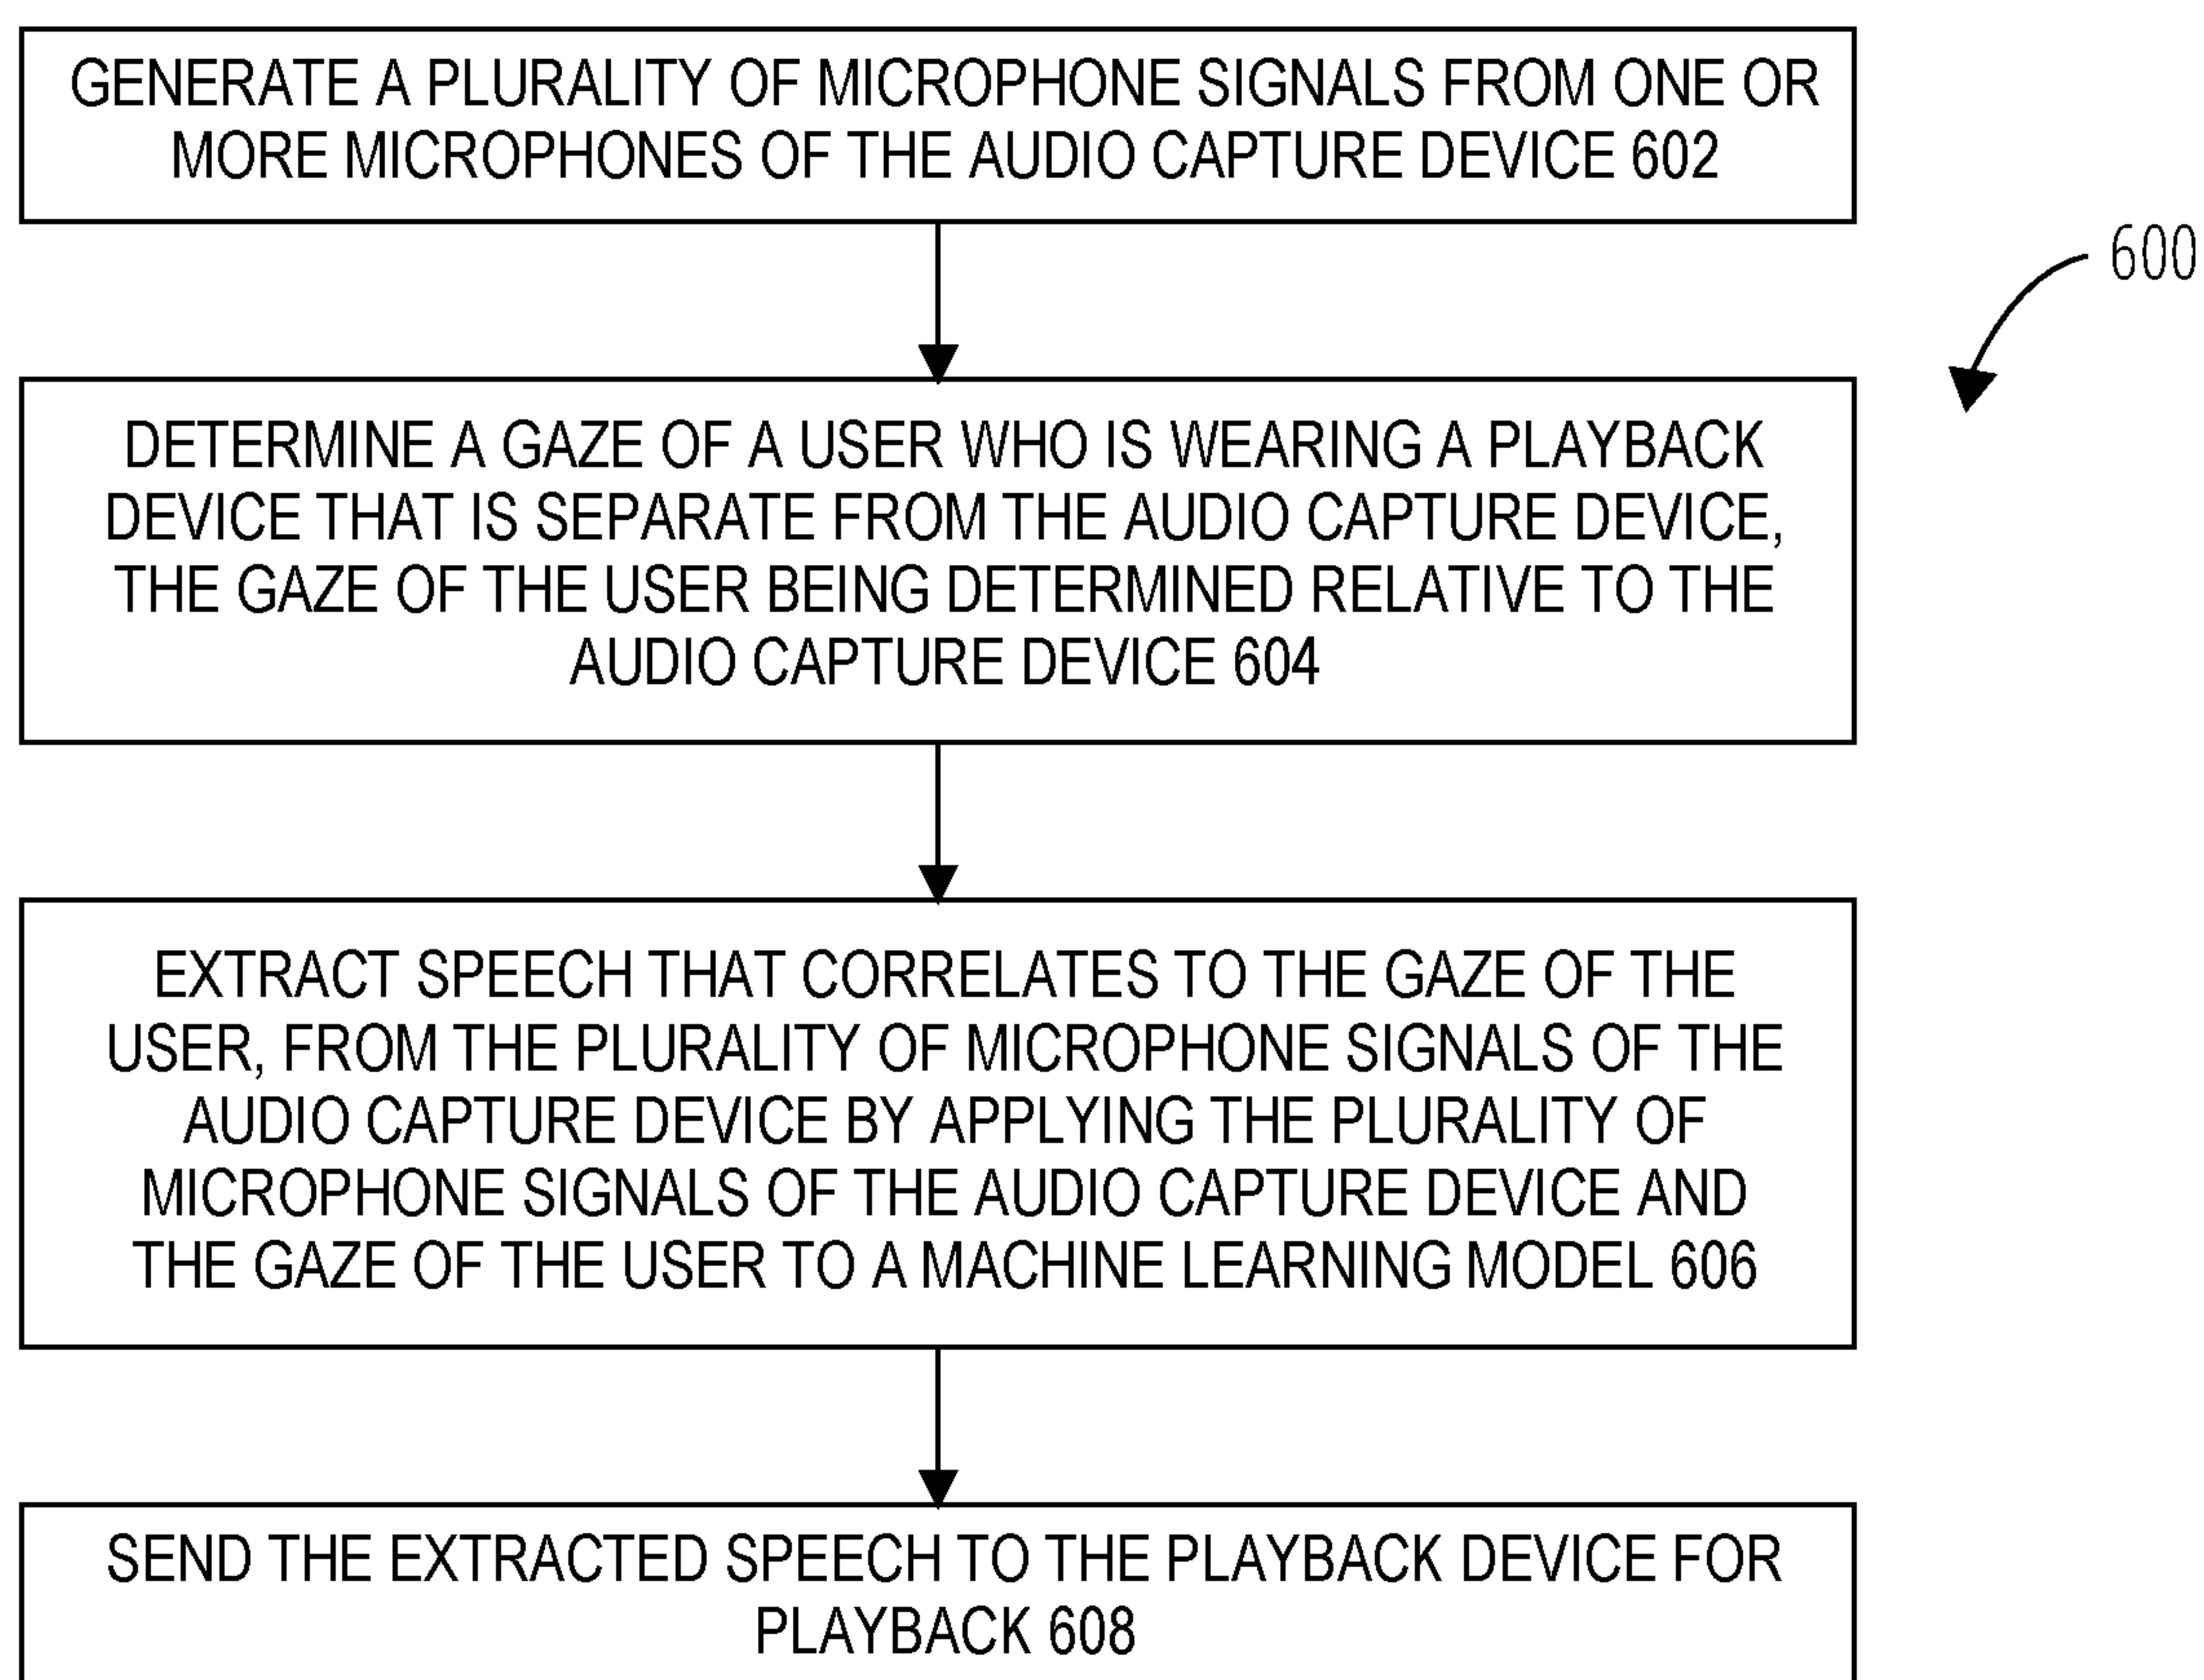 GENERATE A PLURALITY OF MICROPHONE SIGNALS FROM ONE OR
MORE MICROPHONES OF THE AUDIO CAPTURE DEVICE 602
600
DETERMINE A GAZE OF A USER WHO IS WEARING A PLAYBACK
DEVICE THAT IS SEPARATE FROM THE AUDIO CAPTURE DEVICE,
THE GAZE OF THE USER BEING DETERMINED RELATIVE TO THE
AUDIO CAPTURE DEVICE 604
EXTRACT SPEECH THAT CORRELATES TO THE GAZE OF THE
USER, FROM THE PLURALITY OF MICROPHONE SIGNALS OF THE
AUDIO CAPTURE DEVICE BY APPLYING THE PLURALITY OF
MICROPHONE SIGNALS OF THE AUDIO CAPTURE DEVICE AND
THE GAZE OF THE USER TO A MACHINE LEARNING MODEL 606
SEND THE EXTRACTED SPEECH TO THE PLAYBACK DEVICE FOR
PLAYBACK 608